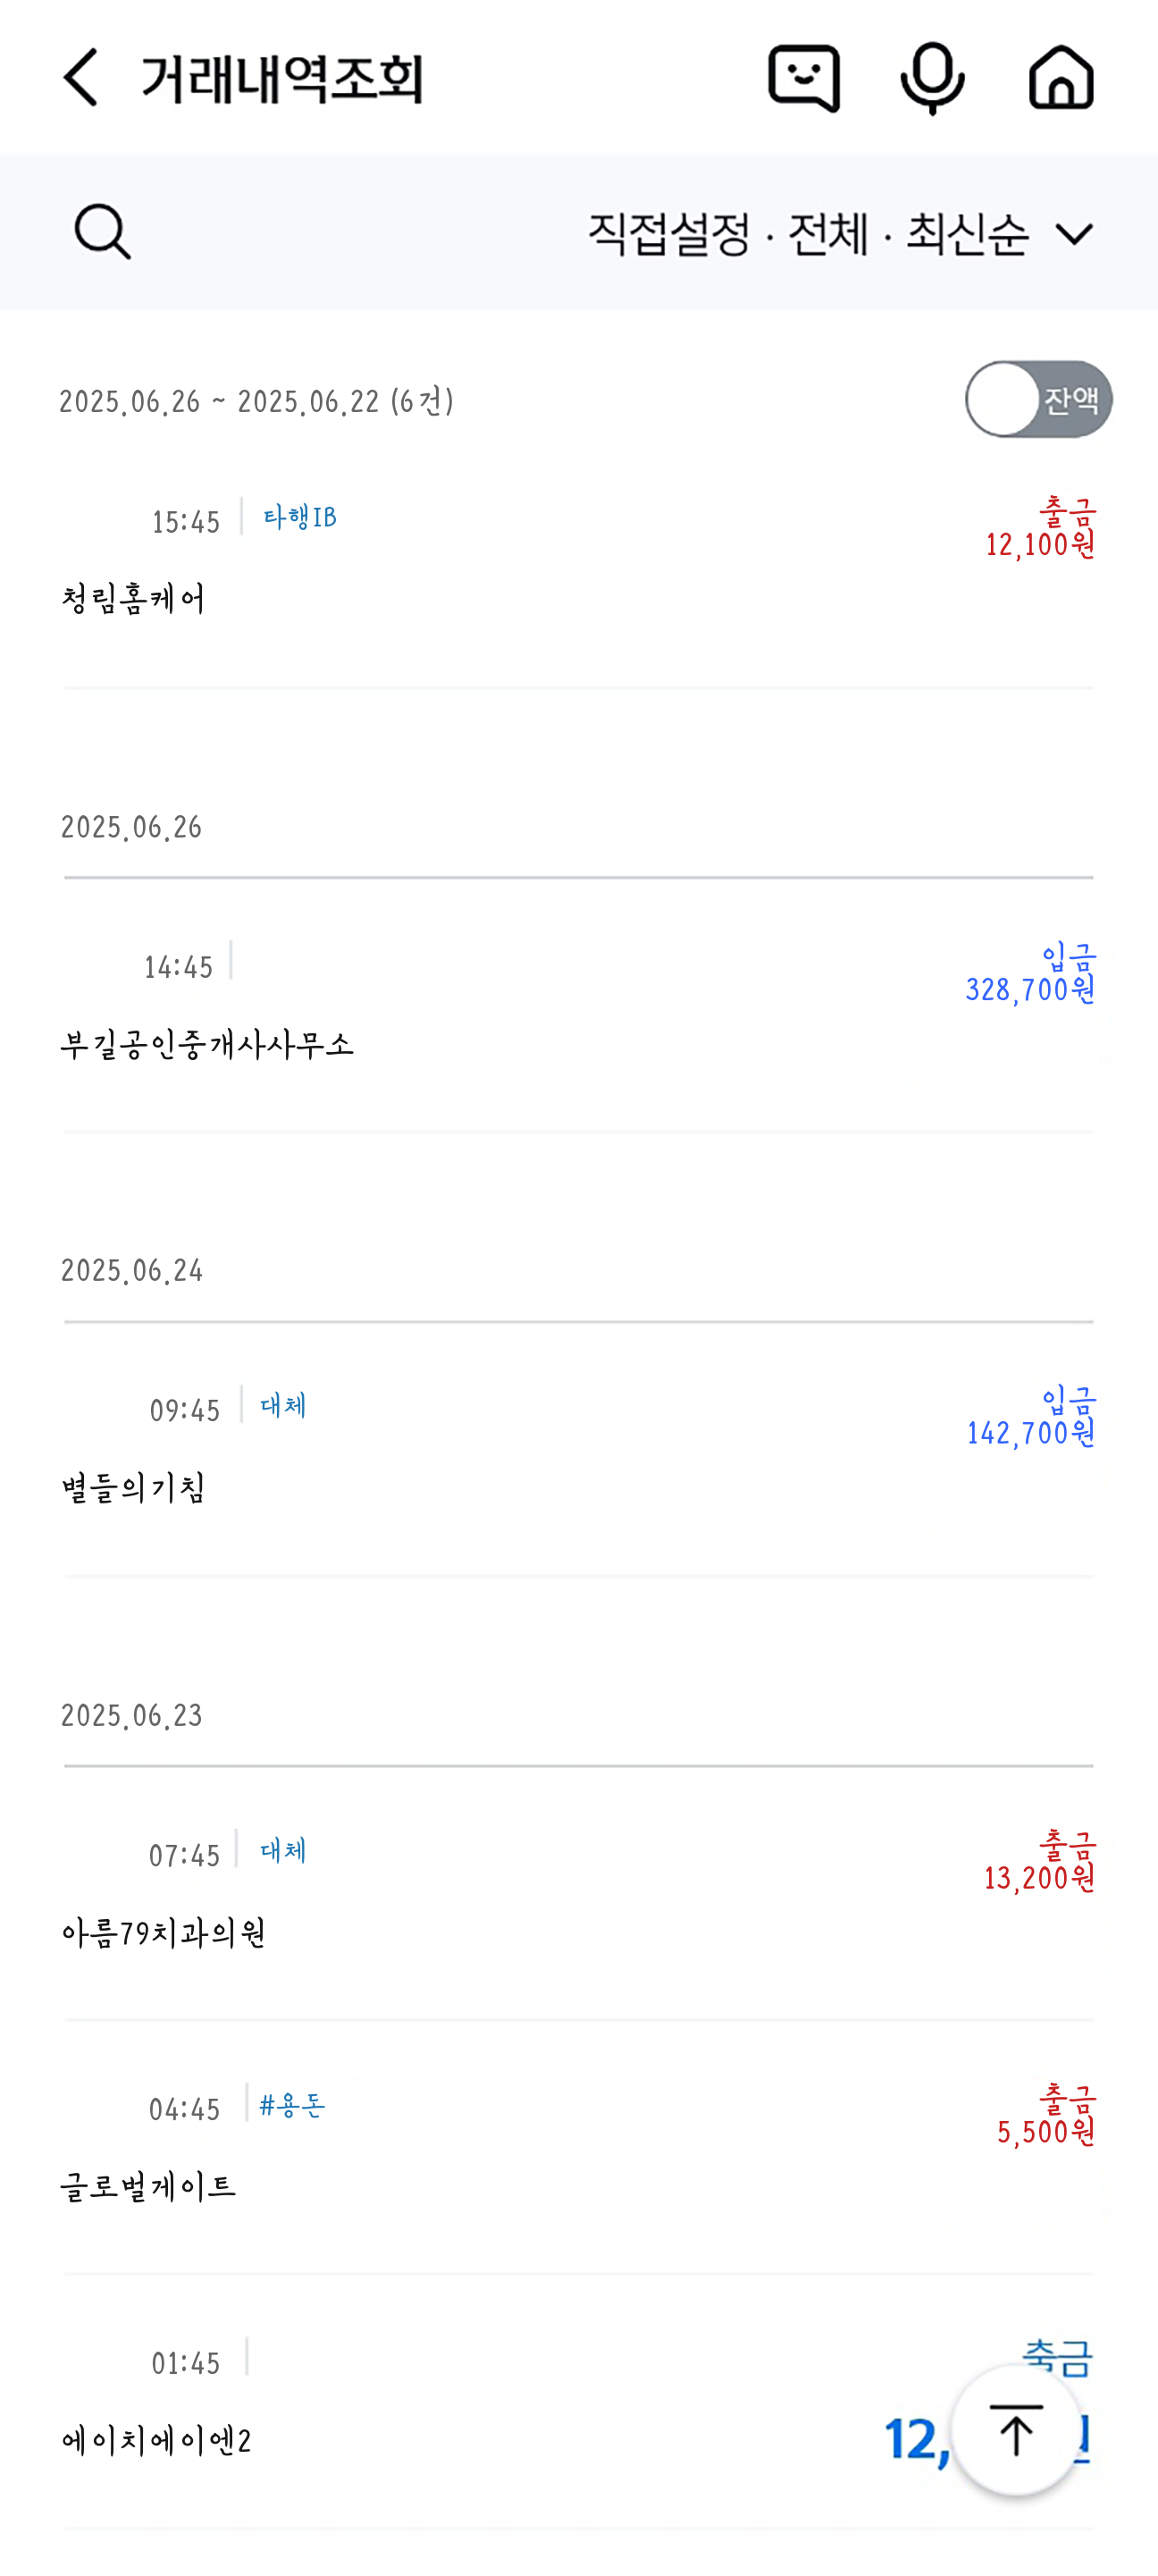 거래내역조회
직접설정 · 전체 · 최신순
2025.06.26 ~ 2025.06.22 (6건)
잔액
15:45 타행IB
출금
12,100원
청림홈케어
2025.06.26
14:45
입금
328,700원
부길공인중개사사무소
2025.06.24
09:45 대체
입금
142,700원
별들의기침
2025.06.23
07:45 대체
출금
13,200원
아름79치과의원
04:45 #용돈
출금
5,500원
글로벌게이트
01:45
에이치에이엔2